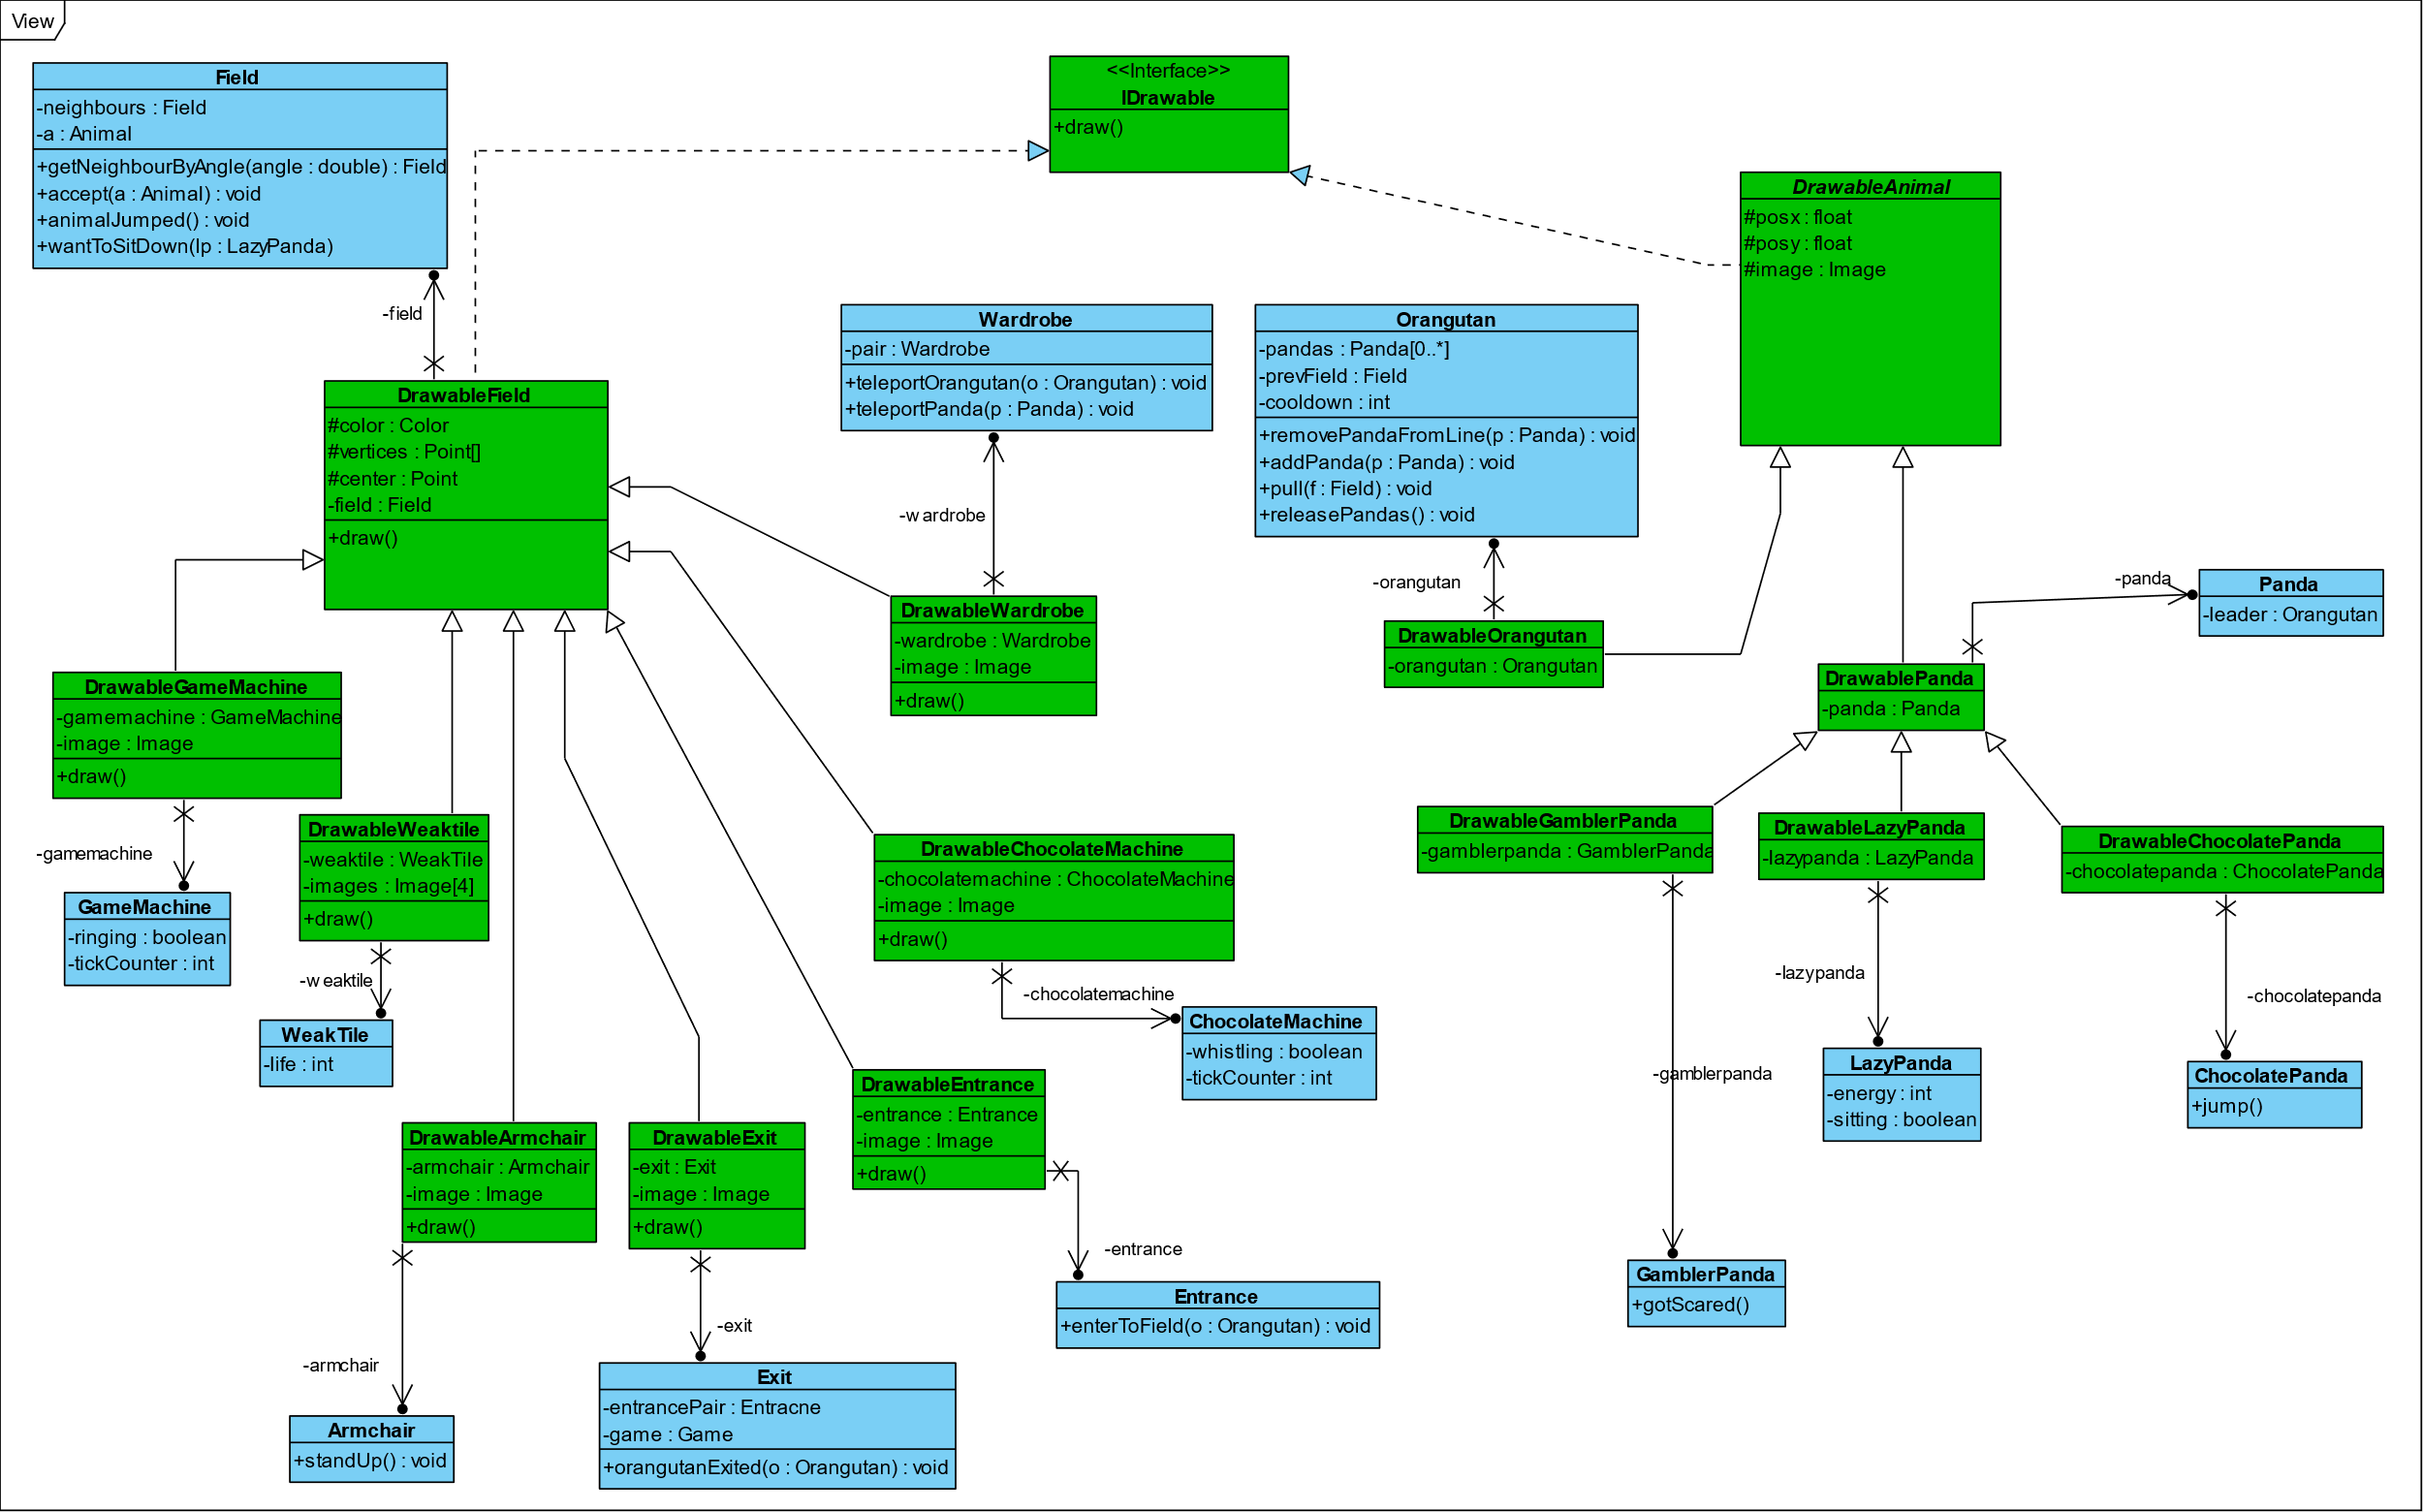 View
Field
-neighbours : Field
-a : Animal
+getNeighbourByAngle(angle : double) : Field
+accept(a : Animal) : void
+animalJumped() : void
+wantToSitDown(lp : LazyPanda)
<<Interface>>
IDrawable
+draw()
DrawableAnimal
#posx : float
#posy : float
#image : Image
-field
Wardrobe
-pair : Wardrobe
+teleportOrangutan(o : Orangutan) : void
+teleportPanda(p : Panda) : void
Orangutan
-pandas : Panda[0..*]
-prevField : Field
-cooldown : int
+removePandaFromLine(p : Panda) : void
+addPanda(p : Panda) : void
+pull(f : Field) : void
+releasePandas() : void
DrawableField
#color : Color
#vertices : Point[]
#center : Point
-field : Field
+draw()
-wardrobe
-orangutan
-panda
Panda
-leader : Orangutan
DrawableWardrobe
-wardrobe : Wardrobe
-image : Image
+draw()
DrawableOrangutan
-orangutan : Orangutan
DrawablePanda
-panda : Panda
DrawableGameMachine
-gamemachine : GameMachine
-image : Image
+draw()
-gamemachine
GameMachine
-ringing : boolean
-tickCounter : int
DrawableWeaktile
-weaktile : WeakTile
-images : Image[4]
+draw()
-weaktile
WeakTile
-life : int
DrawableChocolateMachine
-chocolatemachine : ChocolateMachine
-image : Image
+draw()
-chocolatemachine
ChocolateMachine
-whistling : boolean
-tickCounter : int
DrawableGamblerPanda
-gamblerpanda : GamblerPanda
DrawableLazyPanda
-lazypanda : LazyPanda
DrawableChocolatePanda
-chocolatepanda : ChocolatePanda
-lazypanda
-chocolatepanda
-gamblerpanda
LazyPanda
-energy : int
-sitting : boolean
ChocolatePanda
+jump()
DrawableEntrance
-entrance : Entrance
-image : Image
+draw()
DrawableArmchair
-armchair : Armchair
-image : Image
+draw()
DrawableExit
-exit : Exit
-image : Image
+draw()
-entrance
Entrance
+enterToField(o : Orangutan) : void
GamblerPanda
+gotScared()
-exit
-armchair
Exit
-entrancePair : Entracne
-game : Game
+orangutanExited(o : Orangutan) : void
Armchair
+standUp() : void